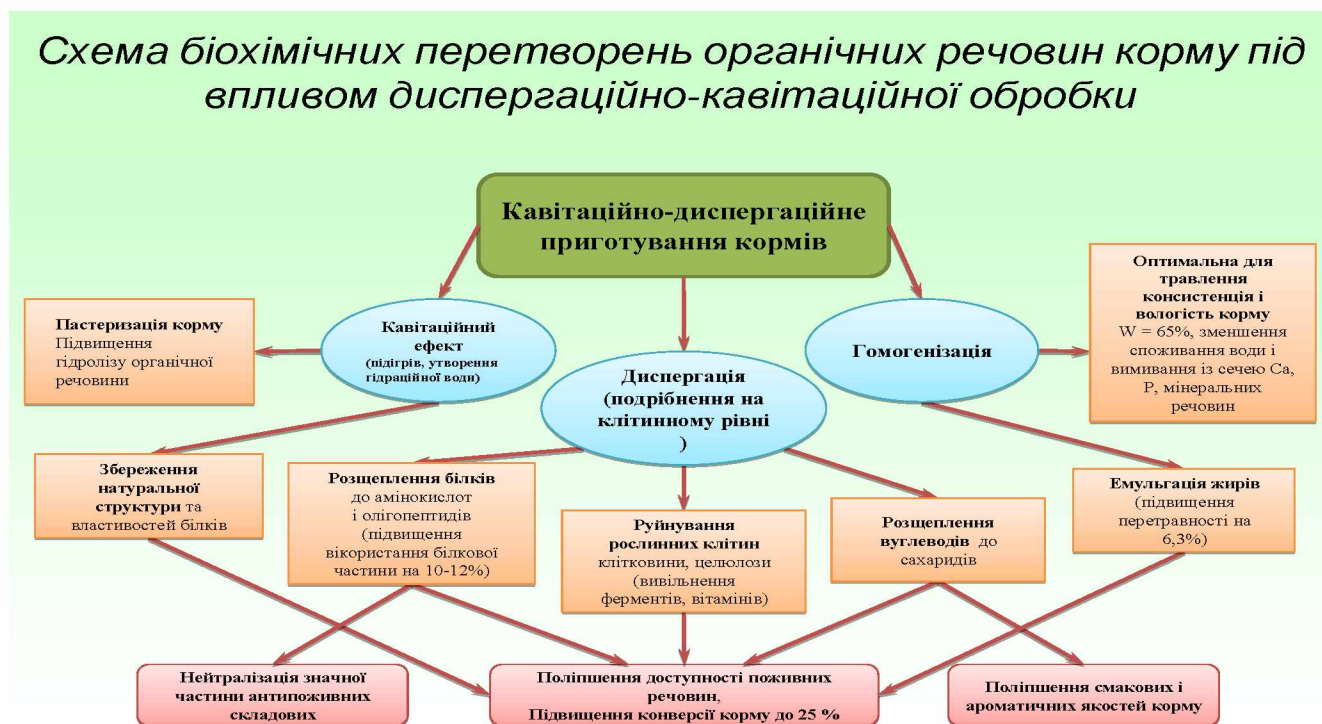 Схема біохімічних перетворень органічних речовин корму під
впливом диспергаційно-кавітаційної обробки
Кавітаційно-диспергаційне
приготування кормів
Пастеризація корму
Підвищення
гідролізу органічної
речовини
Кавітаційний
ефект
(підігрів, утворення
гідраційної води)
Диспергація
(подрібнення на
клітинному рівні
)
Гомогенізація
Оптимальна для
травлення
консистенція і
вологість корму
W = 65%, зменшення
споживання води і
вимивання із сечею Ca,
P, мінеральних
речовин
Збереження
натуральної
структури та
властивостей білків
Розщеплення білків
до амінокислот
і олігопептидів
(підвищення
вікористання білкової
частини на 10-12%)
Руйнування
рослинних клітин
клітковини, целюлози
(вивільнення
ферментів, вітамінів)
Розщеплення
вуглеводів до
сахаридів
Емульгація жирів
(підвищення
перетравності на
6,3%)
Нейтралізація значної
частини антипоживних
складових
Поліпшення доступності поживних
речовин,
Підвищення конверсії корму до 25 %
Поліпшення смакових і
ароматичних якостей корму